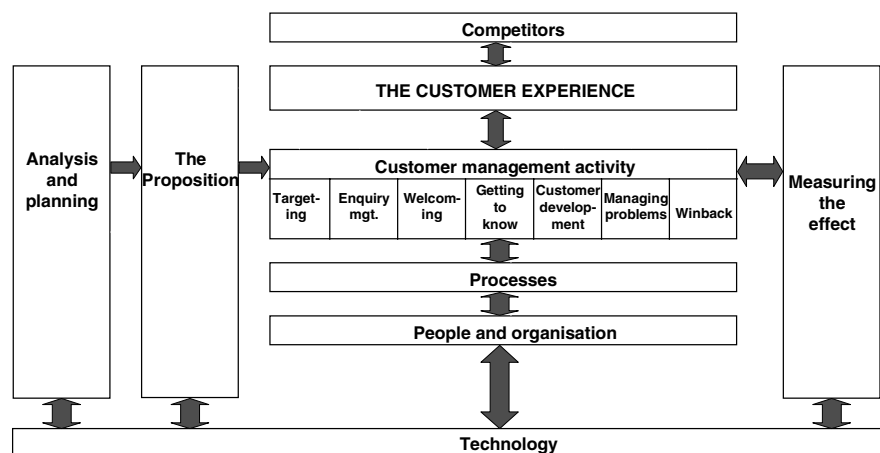 Competitors
THE CUSTOMER EXPERIENCE
Analysis
and
planning
The
Proposition
Customer management activity
Target-
ing
Enquiry
mgt.
Welcom-
ing
Getting
to
know
Customer
develop-
ment
Managing
problems
Winback
Measuring
the
effect
Processes
People and organisation
Technology